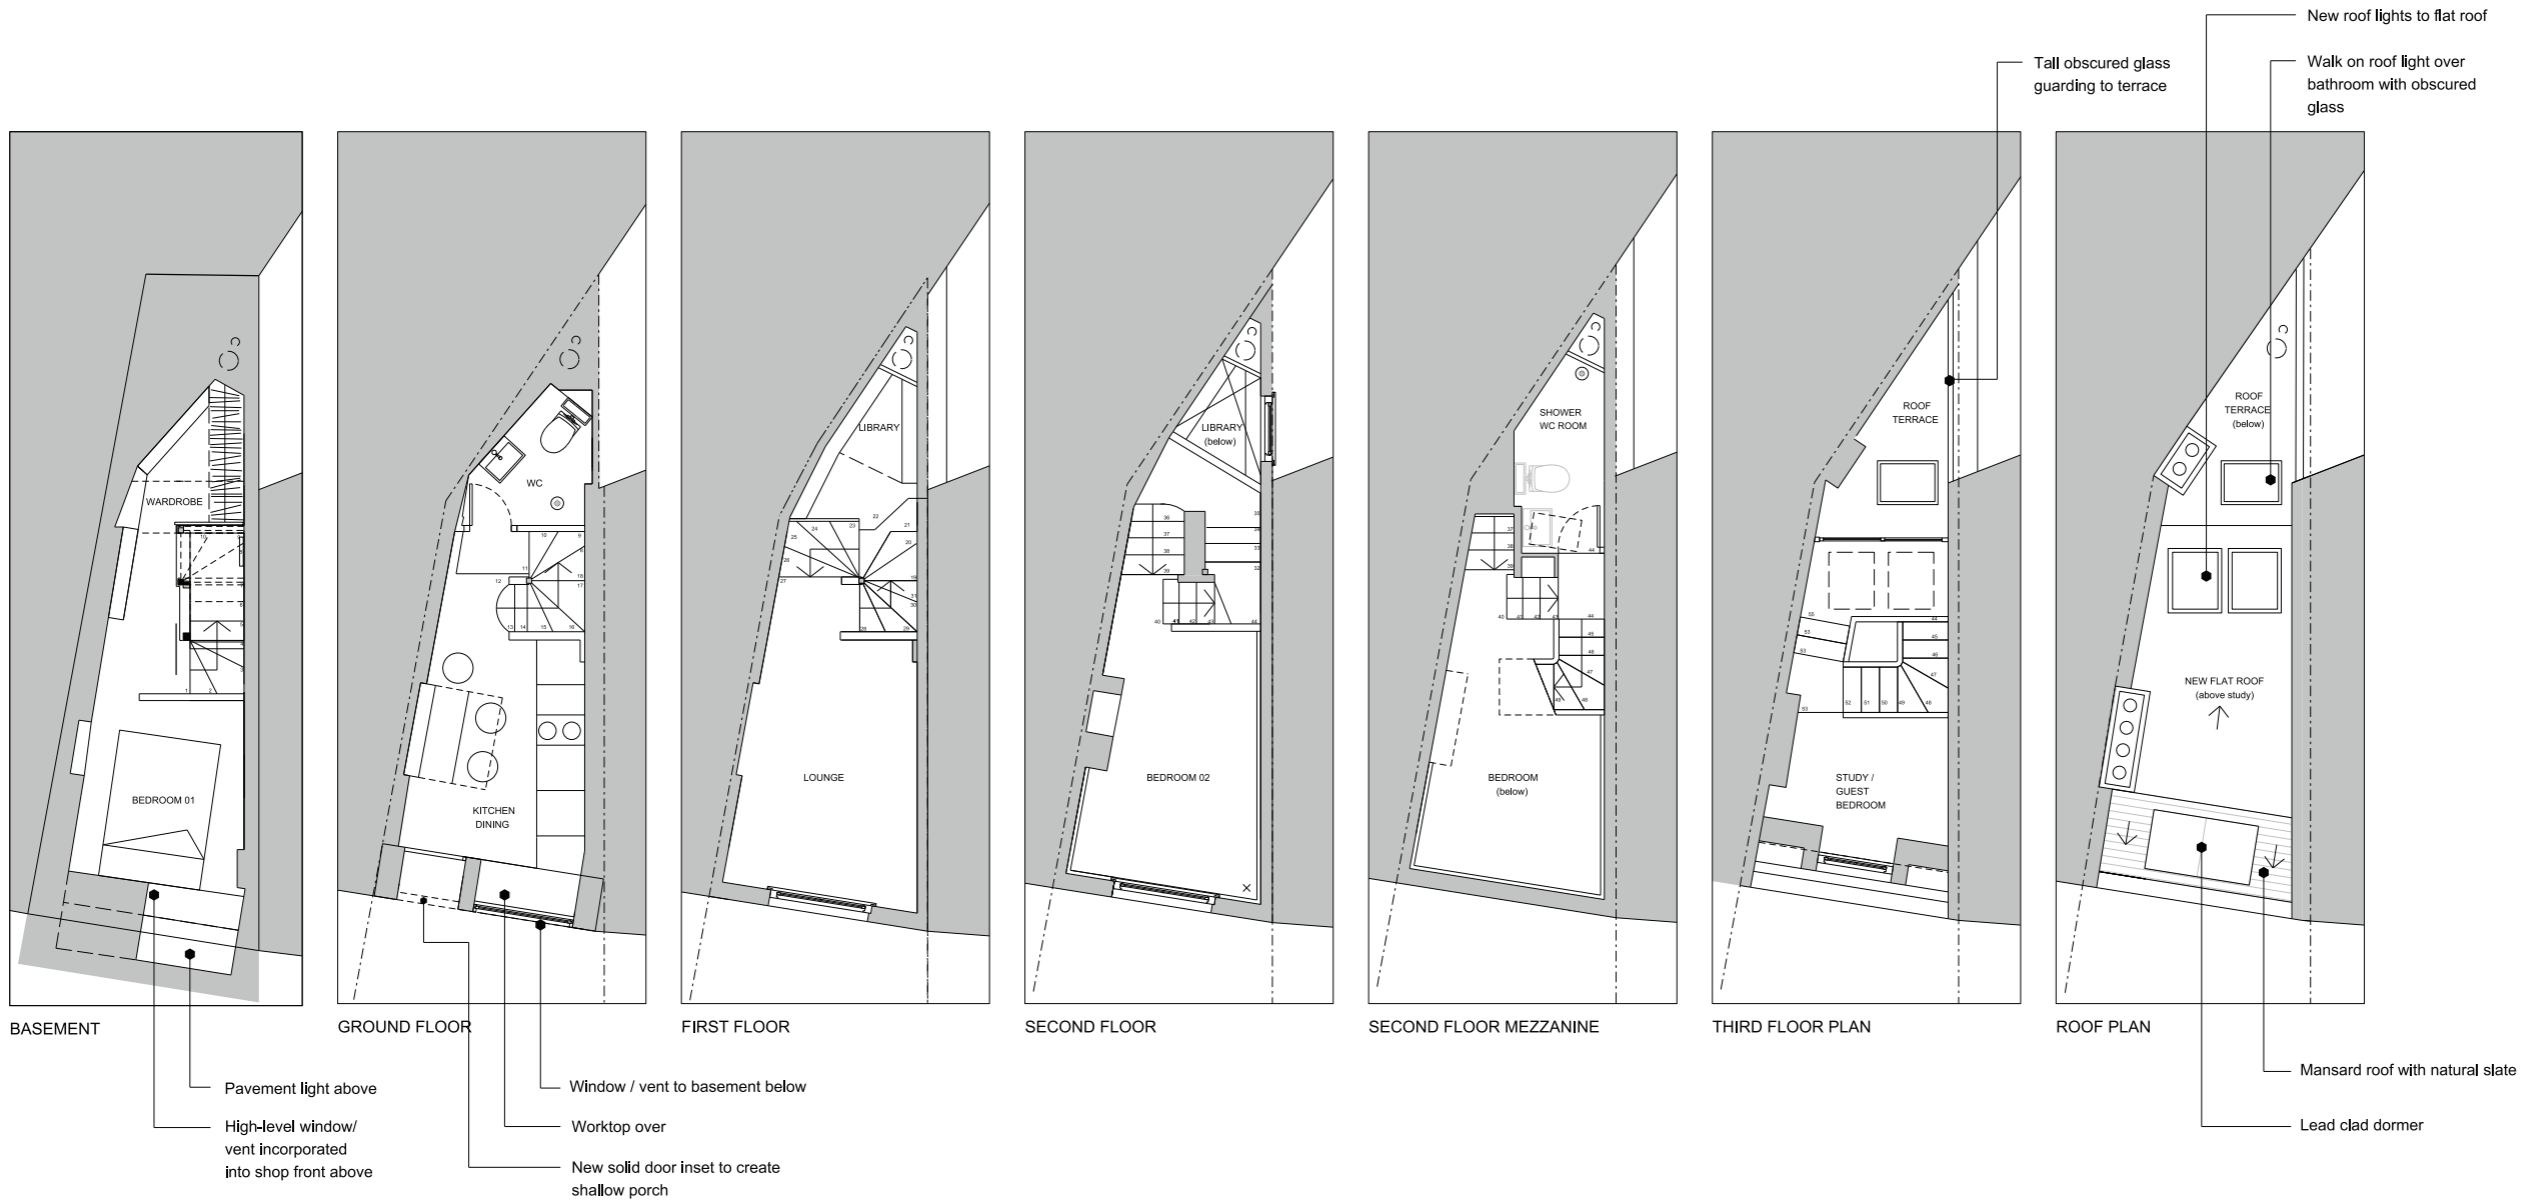 New roof lights to flat roof
Tall obscured glass
guarding to terrace
Walk on roof light over
bathroom with obscured
glass
WARDROBE
BEDROOM 01
BASEMENT
Pavement light above
High-level window/
vent incorporated
into shop front above
WC
KITCHEN
DINING
GROUND FLOOR
Window / vent to basement below
Worktop over
New solid door inset to create
shallow porch
LIBRARY
LOUNGE
FIRST FLOOR
LIBRARY
(below)
BEDROOM 02
SECOND FLOOR
SHOWER
WC ROOM
BEDROOM
(below)
SECOND FLOOR MEZZANINE
ROOF
TERRACE
STUDY /
GUEST
BEDROOM
THIRD FLOOR PLAN
ROOF
TERRACE
(below)
NEW FLAT ROOF
(above study)
ROOF PLAN
Mansard roof with natural slate
Lead clad dormer